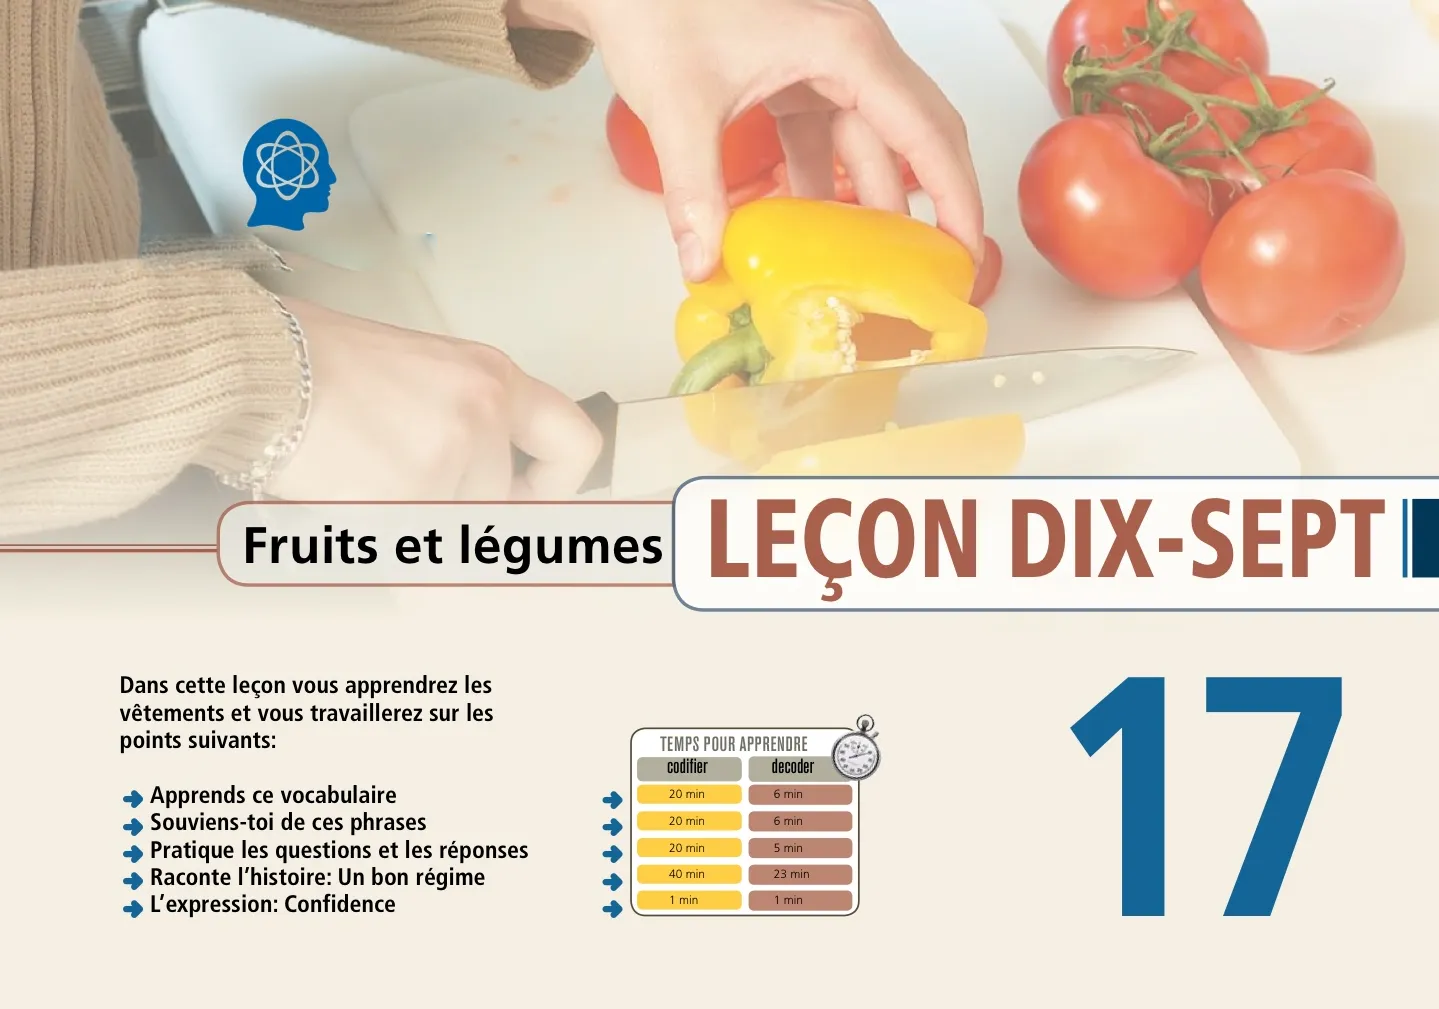 Fruits et légumes
LEÇON DIX-SEPT
Dans cette leçon vous apprendrez les
vêtements et vous travaillerez sur les
points suivants:
Apprends ce vocabulaire
Souviens-toi de ces phrases
Pratique les questions et les réponses
Raconte l’histoire: Un bon régime
L’expression: Confidence
TEMPS POUR APPRENDRE
codifier decoder
20 min 6 min
20 min 6 min
20 min 5 min
40 min 23 min
1 min 1 min
17